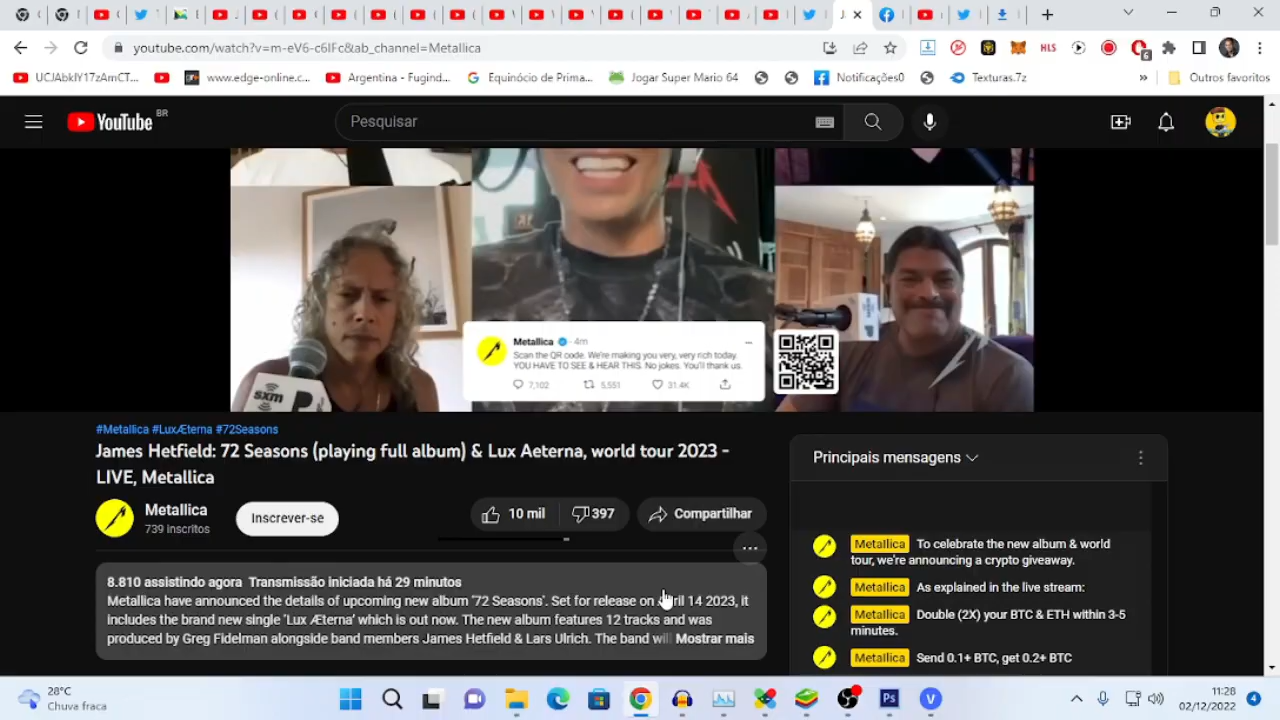 youtube.com/watch?v=m-eV6-c6lFc&ab_channel=Metallica
HLS
6
UCJAbkIY17zAmCT...
www.edge-online.c...
Argentina - Fugind...
Equinócio de Prima...
Jogar Super Mario 64
Notificações0
Texturas.7z
»
Outros favoritos
YouTube BR
Pesquisar
Metallica · 4m
Scan the QR code. We're making you very, very rich today.
YOU HAVE TO SEE & HEAR THIS. No jokes. You'll thank us.
7,102 5,551 31.4K
sxm
#Metallica #LuxÆterna #72Seasons
James Hetfield: 72 Seasons (playing full album) & Lux Aeterna, world tour 2023 -
LIVE, Metallica
Metallica
739 inscritos
Inscrever-se
10 mil
397
Compartilhar
8.810 assistindo agora Transmissão iniciada há 29 minutos
Metallica have announced the details of upcoming new album '72 Seasons'. Set for release on April 14 2023, it
includes the brand new single 'Lux Æterna' which is out now. The new album features 12 tracks and was
produced by Greg Fidelman alongside band members James Hetfield & Lars Ulrich. The band will Mostrar mais
Principais mensagens
Metallica To celebrate the new album & world
tour, we're announcing a crypto giveaway.
Metallica As explained in the live stream:
Metallica Double (2X) your BTC & ETH within 3-5
minutes.
Metallica Send 0.1+ BTC, get 0.2+ BTC
28°C
Chuva fraca
Ps
V
11:28
02/12/2022
4